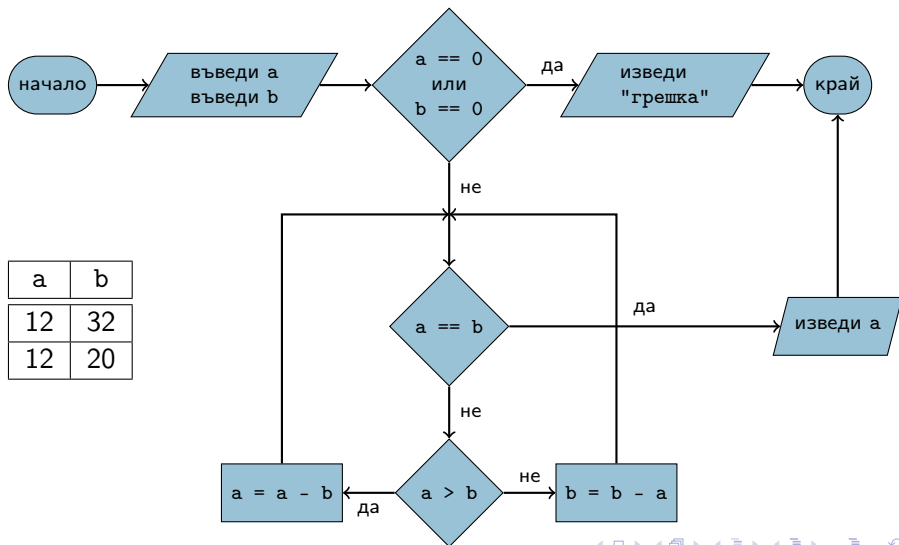 начало
въведи a
въведи b
a == 0
или
b == 0
да
изведи
"грешка"
край
не
a b
12 32
12 20
a == b
да
изведи a
не
a = a - b
да
a > b
не
b = b - a